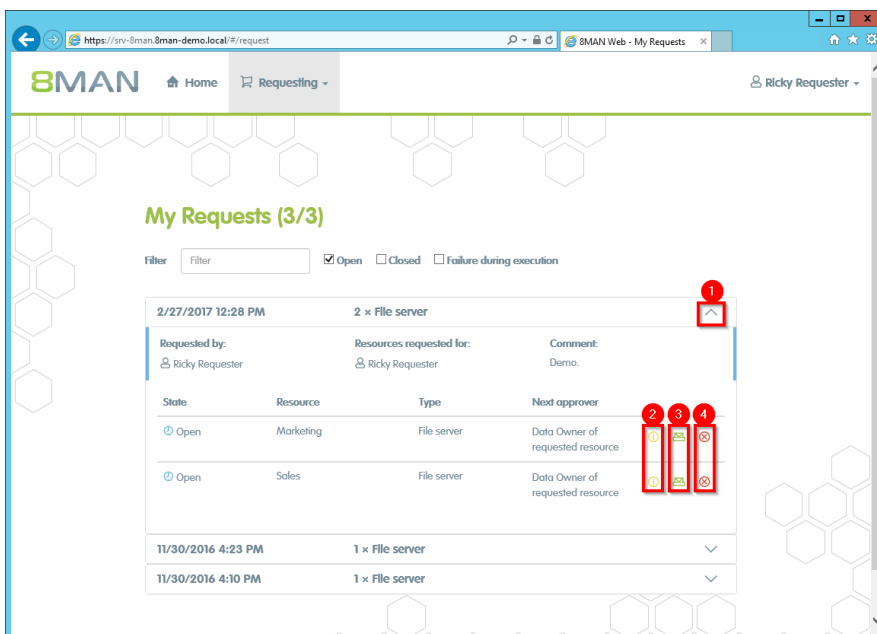 https://srv-8man.8man-demo.local/#/request
8MAN Web - My Requests
8MAN Home Requesting Ricky Requester
My Requests (3/3)
Filter Filter Open Closed Failure during execution
1
2/27/2017 12:28 PM 2 × File server
Requested by: Resources requested for: Comment:
Ricky Requester Ricky Requester Demo.
State Resource Type Next approver
2 3 4
Open Marketing File server Data Owner of
requested resource
Open Sales File server Data Owner of
requested resource
11/30/2016 4:23 PM 1 × File server
11/30/2016 4:10 PM 1 × File server